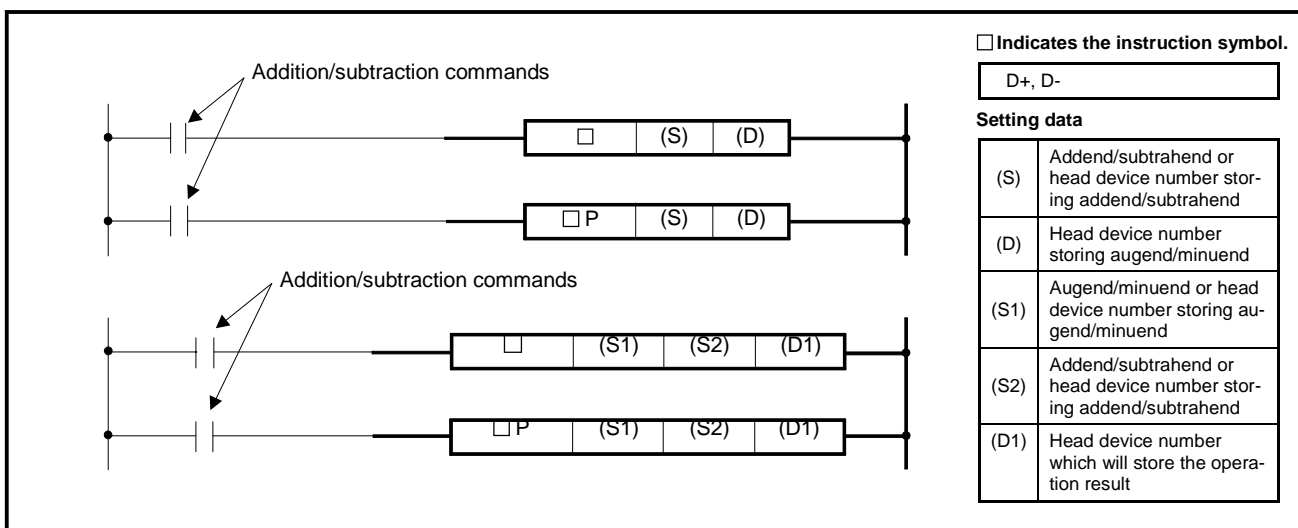 Addition/subtraction commands
□ (S) (D)
□ P (S) (D)
Addition/subtraction commands
□ (S1) (S2) (D1)
□ P (S1) (S2) (D1)
□ Indicates the instruction symbol.
D+, D-
Setting data
(S) Addend/subtrahend or
head device number stor-
ing addend/subtrahend
(D) Head device number
storing augend/minuend
(S1) Augend/minuend or head
device number storing au-
gend/minuend
(S2) Addend/subtrahend or
head device number stor-
ing addend/subtrahend
(D1) Head device number
which will store the opera-
tion result